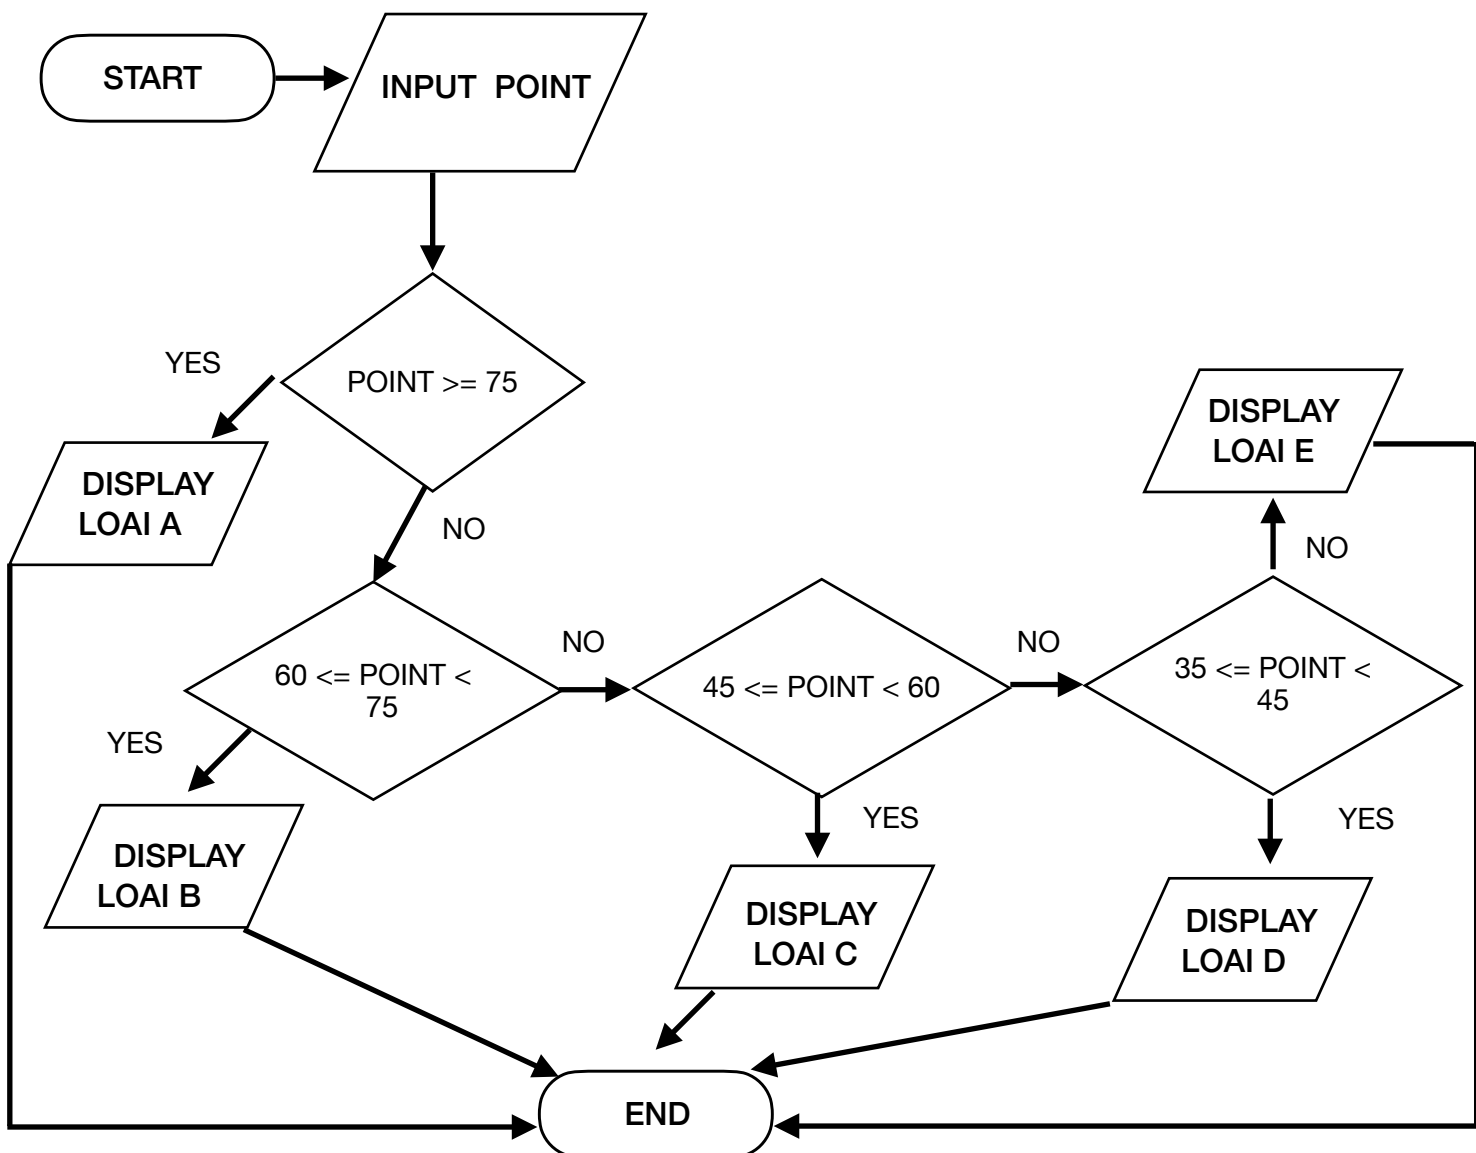 START
INPUT POINT
POINT >= 75
YES
NO
DISPLAY
LOAI A
60 <= POINT <
75
YES
NO
DISPLAY
LOAI B
45 <= POINT < 60
YES
NO
DISPLAY
LOAI C
35 <= POINT <
45
NO
DISPLAY
LOAI E
YES
DISPLAY
LOAI D
END